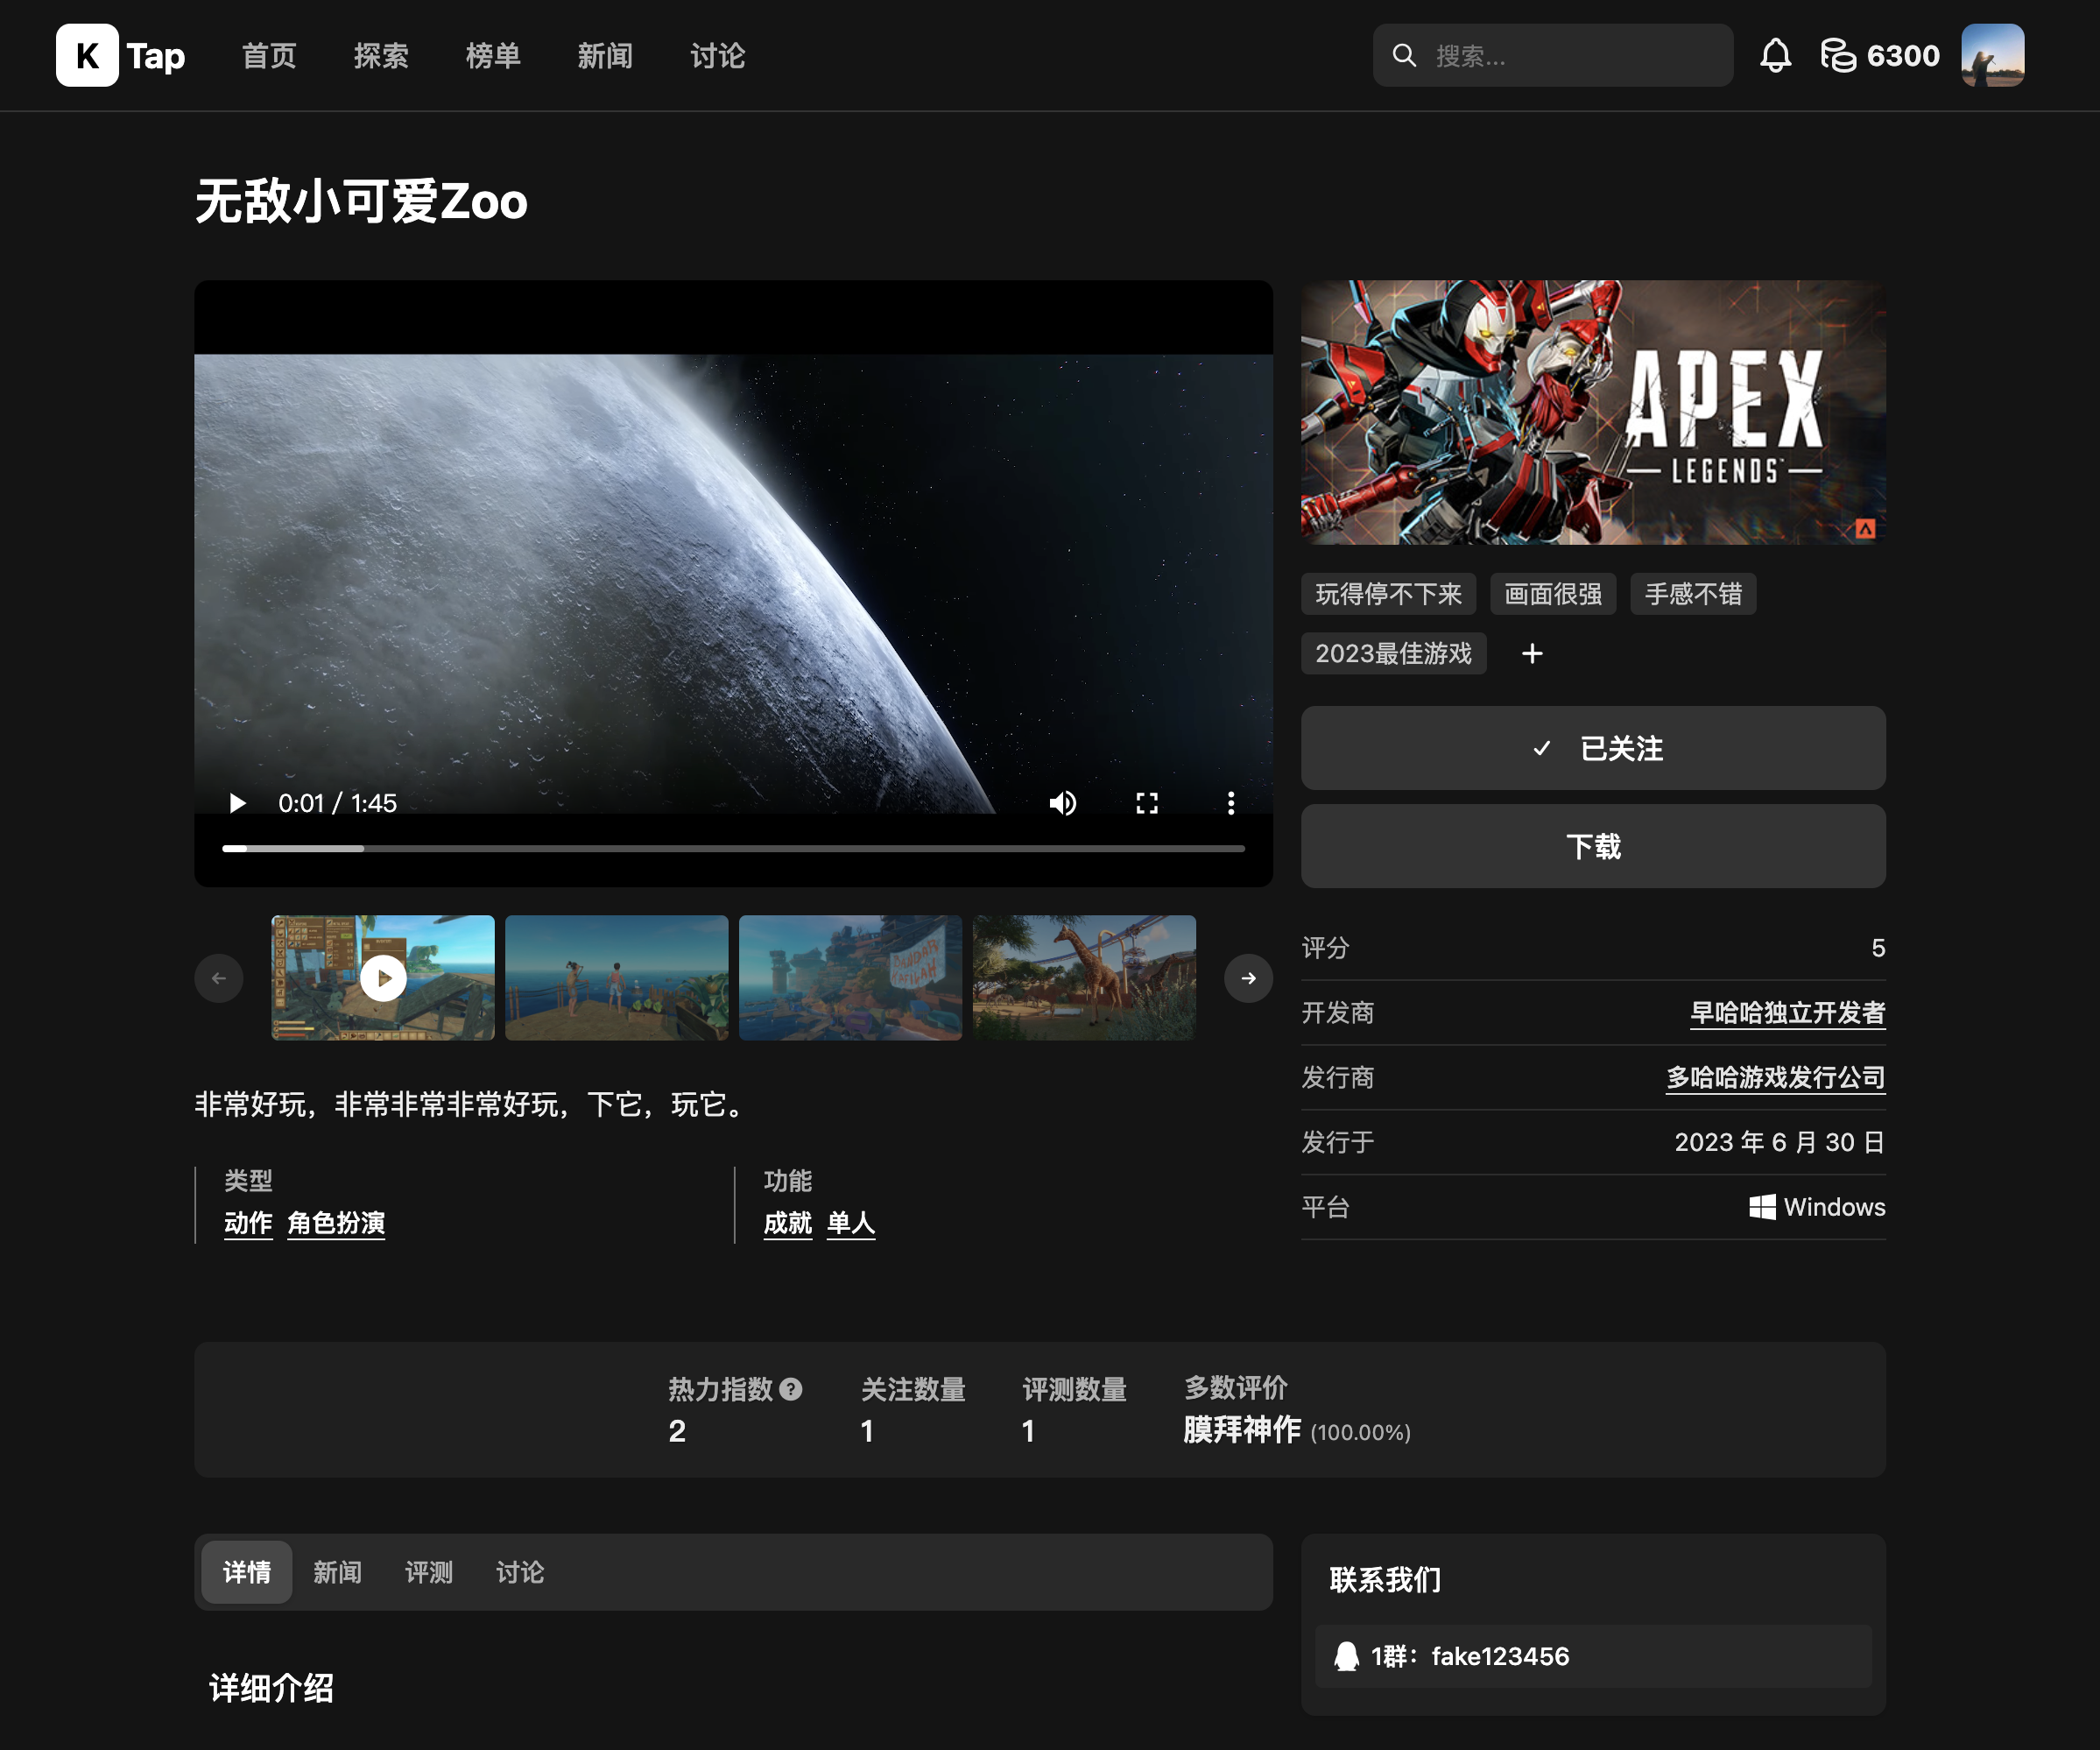 K Tap 首页 探索 榜单 新闻 讨论 搜索... 6300
无敌小可爱Zoo
APEX
LEGENDS
玩得停不下来 画面很强 手感不错
2023最佳游戏 +
已关注
0:01 / 1:45
下载
评分 5
开发商 早哈哈独立开发者
发行商 多哈哈游戏发行公司
发行于 2023 年 6 月 30 日
平台 Windows
非常好玩，非常非常非常好玩，下它，玩它。
类型
动作 角色扮演
功能
成就 单人
热力指数 ?
2
关注数量
1
评测数量
1
多数评价
膜拜神作 (100.00%)
详情 新闻 评测 讨论
详细介绍
联系我们
1群：fake123456